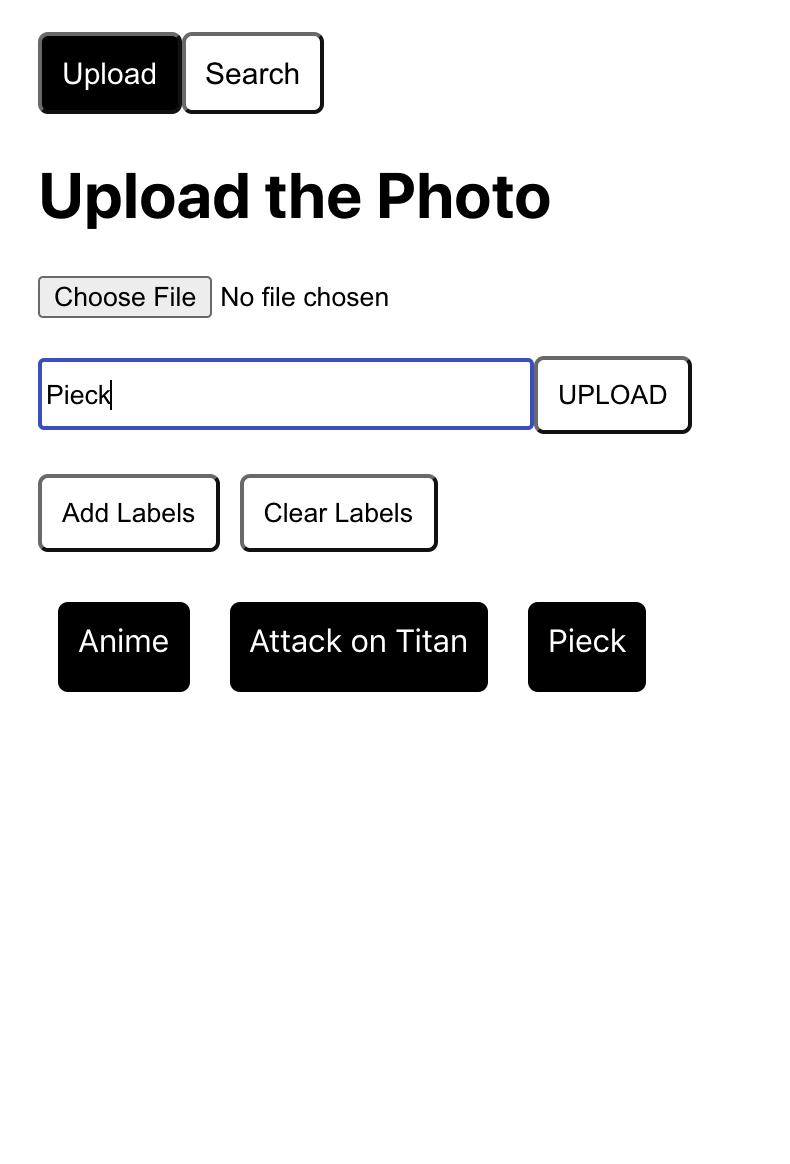 Upload Search
Upload the Photo
Choose File No file chosen
Pieck UPLOAD
Add Labels Clear Labels
Anime Attack on Titan Pieck